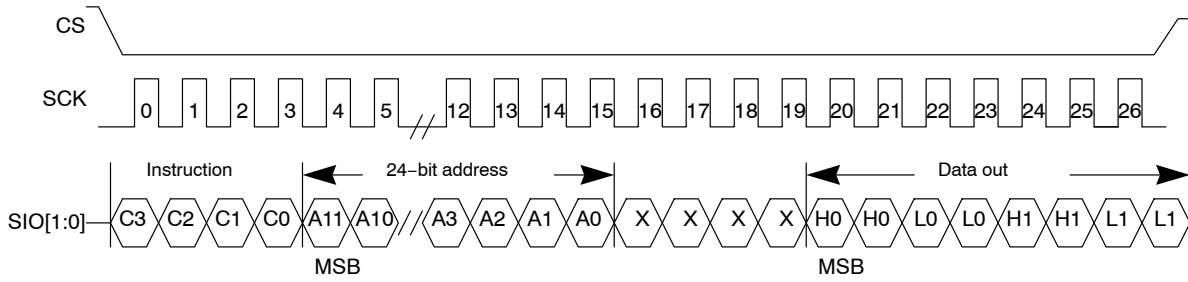 CS
SCK
0 1 2 3 4 5 12 13 14 15 16 17 18 19 20 21 22 23 24 25 26
Instruction 24−bit address Data out
SIO[1:0] C3 C2 C1 C0 A11 A10 A3 A2 A1 A0 X X X X H0 H0 L0 L0 H1 H1 L1 L1
MSB MSB